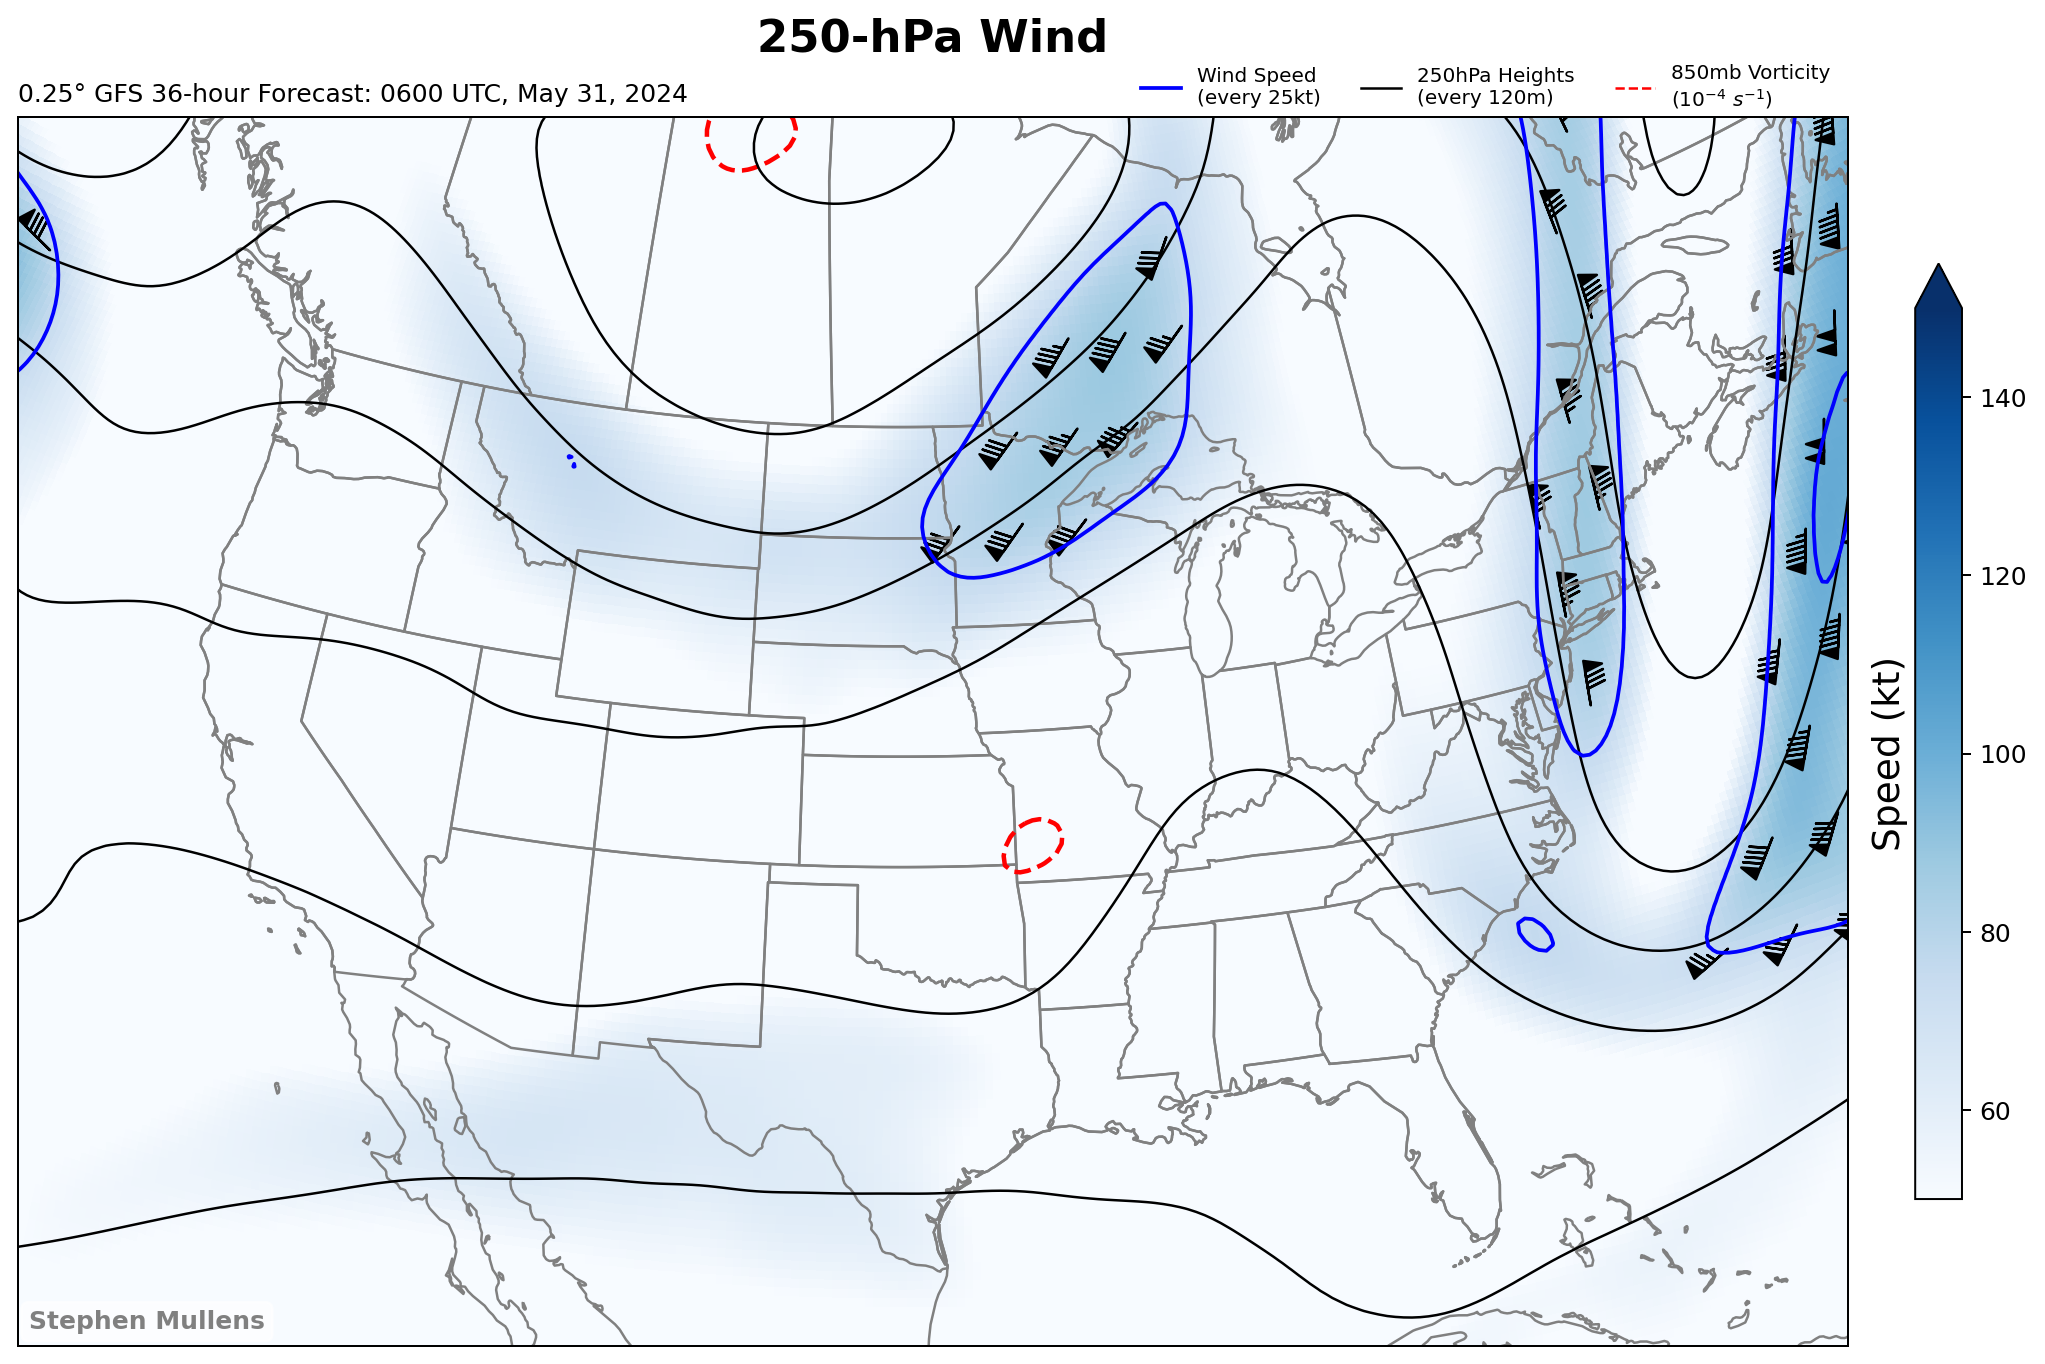 250-hPa Wind
0.25° GFS 36-hour Forecast: 0600 UTC, May 31, 2024
Wind Speed
(every 25kt)
250hPa Heights
(every 120m)
850mb Vorticity
(10⁻⁴ s⁻¹)
140
120
100
80
60
Speed (kt)
Stephen Mullens